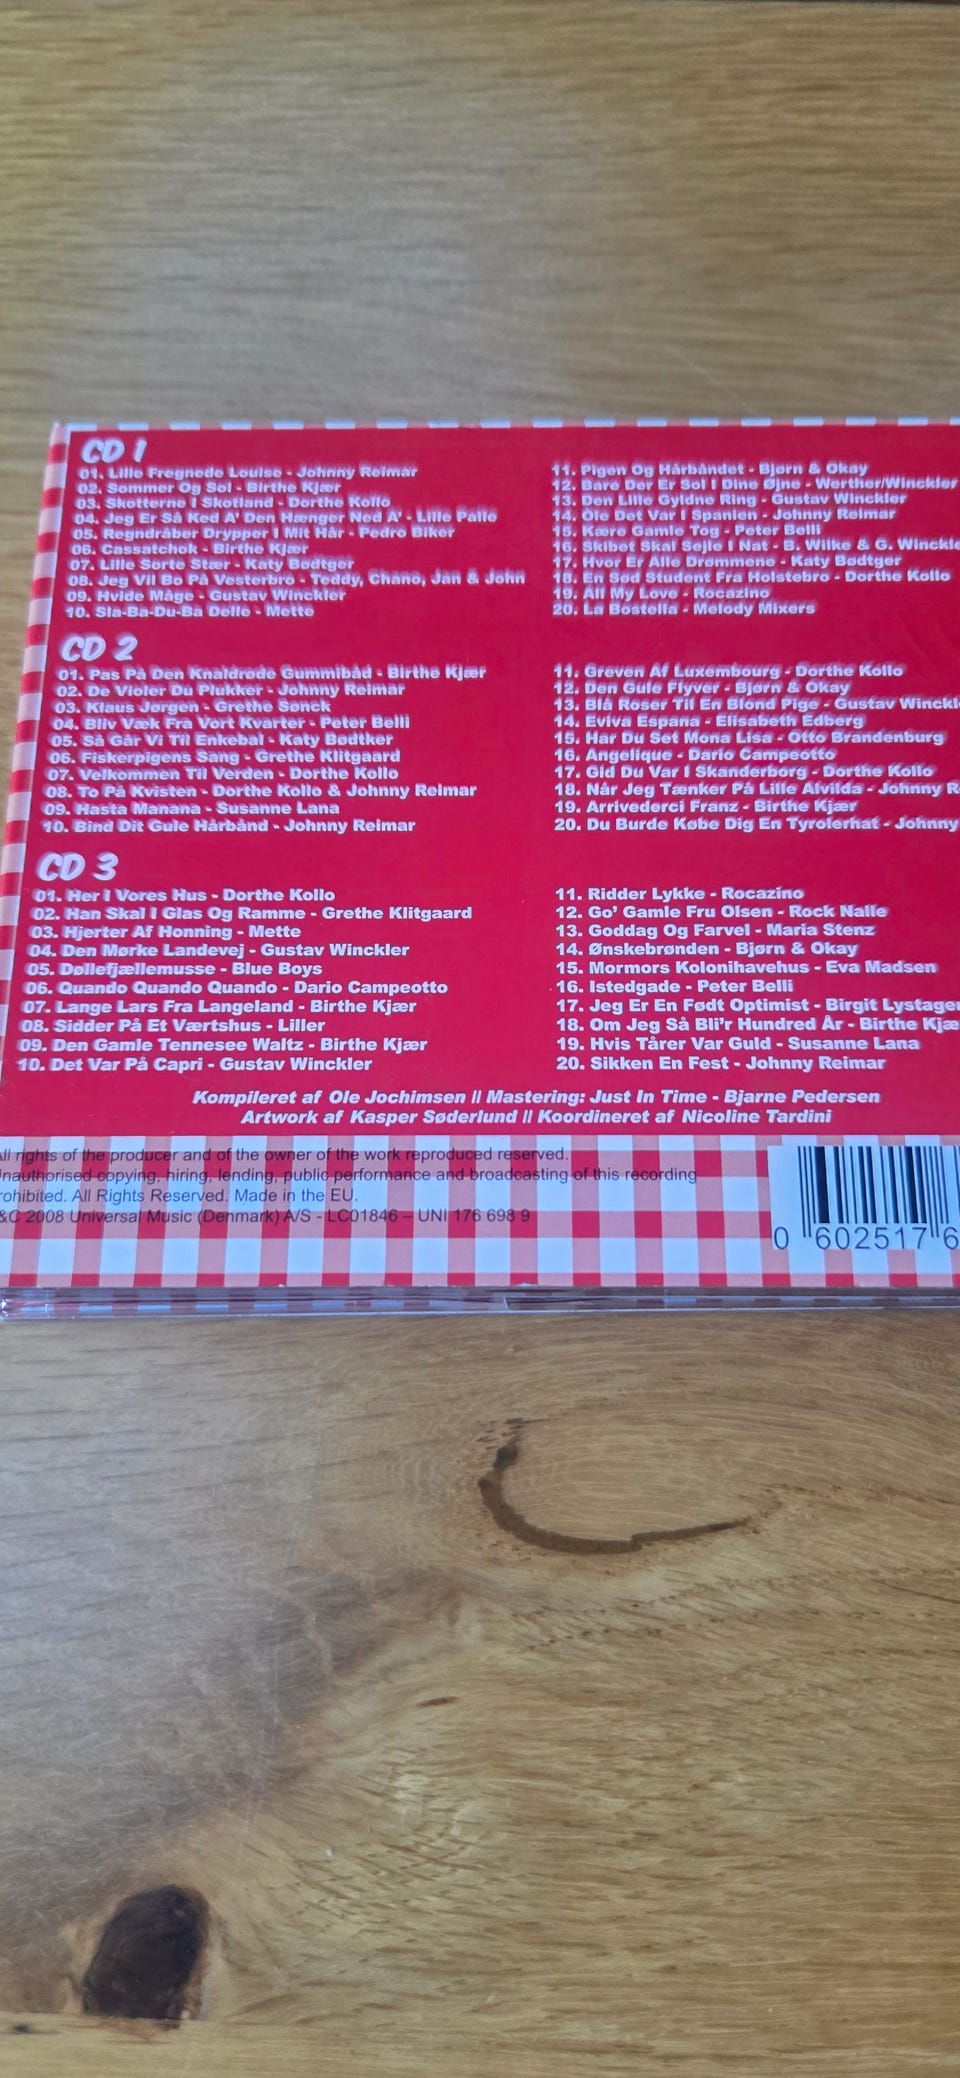 CD 1
01. Lille Fregnede Louise - Johnny Reimar
02. Sommer Og Sol - Birthe Kjær
03. Skotterne I Skotland - Dorthe Kollo
04. Jeg Er Så Ked A' Den Hænger Ned A' - Lille Palle
05. Regndråber Drypper I Mit Hår - Pedro Biker
06. Cassatchok - Birthe Kjær
07. Lille Sorte Stær - Katy Bødtger
08. Jeg Vil Bo På Vesterbro - Teddy, Chano, Jan & John
09. Hvide Måge - Gustav Winckler
10. Sla-Ba-Du-Ba Delle - Mette
11. Pigen Og Hårbåndet - Bjørn & Okay
12. Bare Der Er Sol I Dine Øjne - Werther/Winckler
13. Den Lille Gyldne Ring - Gustav Winckler
14. Ole Det Var I Spanien - Johnny Reimar
15. Kære Gamle Tog - Peter Belli
16. Skibet Skal Sejle I Nat - B. Wilke & G. Winckle
17. Hvor Er Alle Drømmene - Katy Bødtger
18. En Sød Student Fra Holstebro - Dorthe Kollo
19. All My Love - Rocazino
20. La Bostella - Melody Mixers
CD 2
01. Pas På Den Knaldrøde Gummibåd - Birthe Kjær
02. De Violer Du Plukker - Johnny Reimar
03. Klaus Jørgen - Grethe Sønck
04. Bliv Væk Fra Vort Kvarter - Peter Belli
05. Så Går Vi Til Enkebal - Katy Bødtker
06. Fiskerpigens Sang - Grethe Klitgaard
07. Velkommen Til Verden - Dorthe Kollo
08. To På Kvisten - Dorthe Kollo & Johnny Reimar
09. Hasta Manana - Susanne Lana
10. Bind Dit Gule Hårbånd - Johnny Reimar
11. Greven Af Luxembourg - Dorthe Kollo
12. Den Gule Flyver - Bjørn & Okay
13. Blå Roser Til En Blond Pige - Gustav Winckl
14. Eviva Espana - Elisabeth Edberg
15. Har Du Set Mona Lisa - Otto Brandenburg
16. Angelique - Dario Campeotto
17. Gid Du Var I Skanderborg - Dorthe Kollo
18. Når Jeg Tænker På Lille Alvilda - Johnny R
19. Arrivederci Franz - Birthe Kjær
20. Du Burde Købe Dig En Tyrolerhat - Johnny
CD 3
01. Her I Vores Hus - Dorthe Kollo
02. Han Skal I Glas Og Ramme - Grethe Klitgaard
03. Hjerter Af Honning - Mette
04. Den Mørke Landevej - Gustav Winckler
05. Døllefjællemusse - Blue Boys
06. Quando Quando Quando - Dario Campeotto
07. Lange Lars Fra Langeland - Birthe Kjær
08. Sidder På Et Værtshus - Liller
09. Den Gamle Tennesee Waltz - Birthe Kjær
10. Det Var På Capri - Gustav Winckler
11. Ridder Lykke - Rocazino
12. Go' Gamle Fru Olsen - Rock Nalle
13. Goddag Og Farvel - Maria Stenz
14. Ønskebrønden - Bjørn & Okay
15. Mormors Kolonihavehus - Eva Madsen
16. Istedgade - Peter Belli
17. Jeg Er En Født Optimist - Birgit Lystager
18. Om Jeg Så Bli'r Hundred År - Birthe Kjæ
19. Hvis Tårer Var Guld - Susanne Lana
20. Sikken En Fest - Johnny Reimar
Kompileret af Ole Jochimsen // Mastering: Just In Time - Bjarne Pedersen
Artwork af Kasper Søderlund // Koordineret af Nicoline Tardini
All rights of the producer and of the owner of the work reproduced reserved.
nauthorised copying, hiring, lending, public performance and broadcasting of this recording
rohibited. All Rights Reserved. Made in the EU.
&C 2008 Universal Music (Denmark) A/S - LC01846 – UNI 176 698 9
0 602517 6